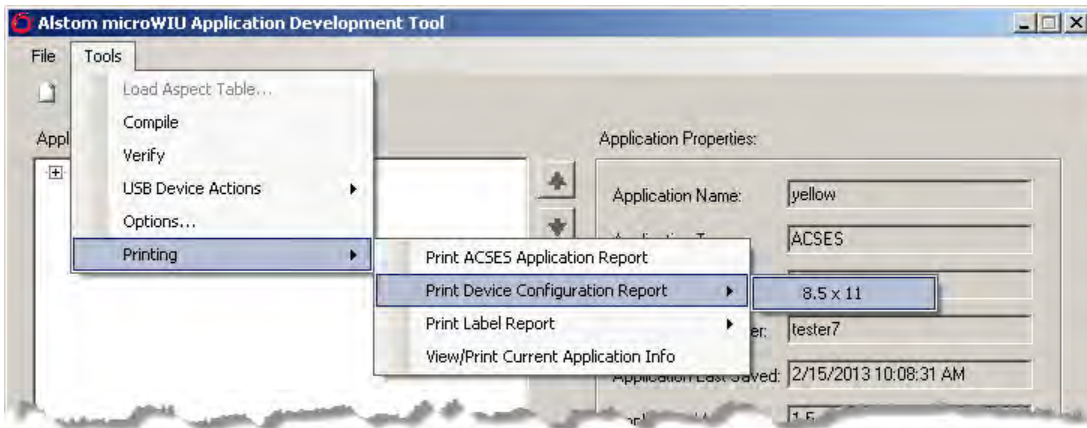 Alstom microWIU Application Development Tool
File Tools
Load Aspect Table...
Compile
Verify
USB Device Actions
Options...
Printing
Print ACSES Application Report
Print Device Configuration Report
8.5 x 11
Print Label Report
View/Print Current Application Info
Appl
Application Properties:
Application Name: yellow
ACSES
er: tester7
Application Last Saved: 2/15/2013 10:08:31 AM